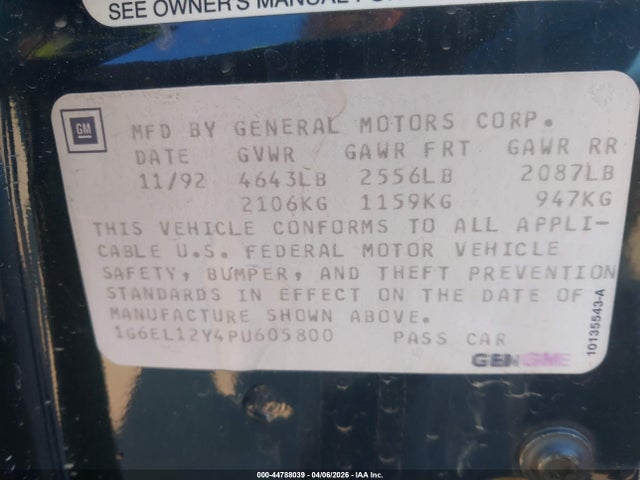 SEE OWNER'S MANUAL FOR
GM
MFD BY GENERAL MOTORS CORP.
DATE GVWR GAWR FRT GAWR RR
11/92 4643LB 2556LB 2087LB
2106KG 1159KG 947KG
THIS VEHICLE CONFORMS TO ALL APPLI-
CABLE U.S. FEDERAL MOTOR VEHICLE
SAFETY, BUMPER, AND THEFT PREVENTION
STANDARDS IN EFFECT ON THE DATE OF
MANUFACTURE SHOWN ABOVE.
1G6EL12Y4PU605800 PASS CAR
GENGME
10135543-A
000-44788039 - 04/06/2026 - IAA Inc.